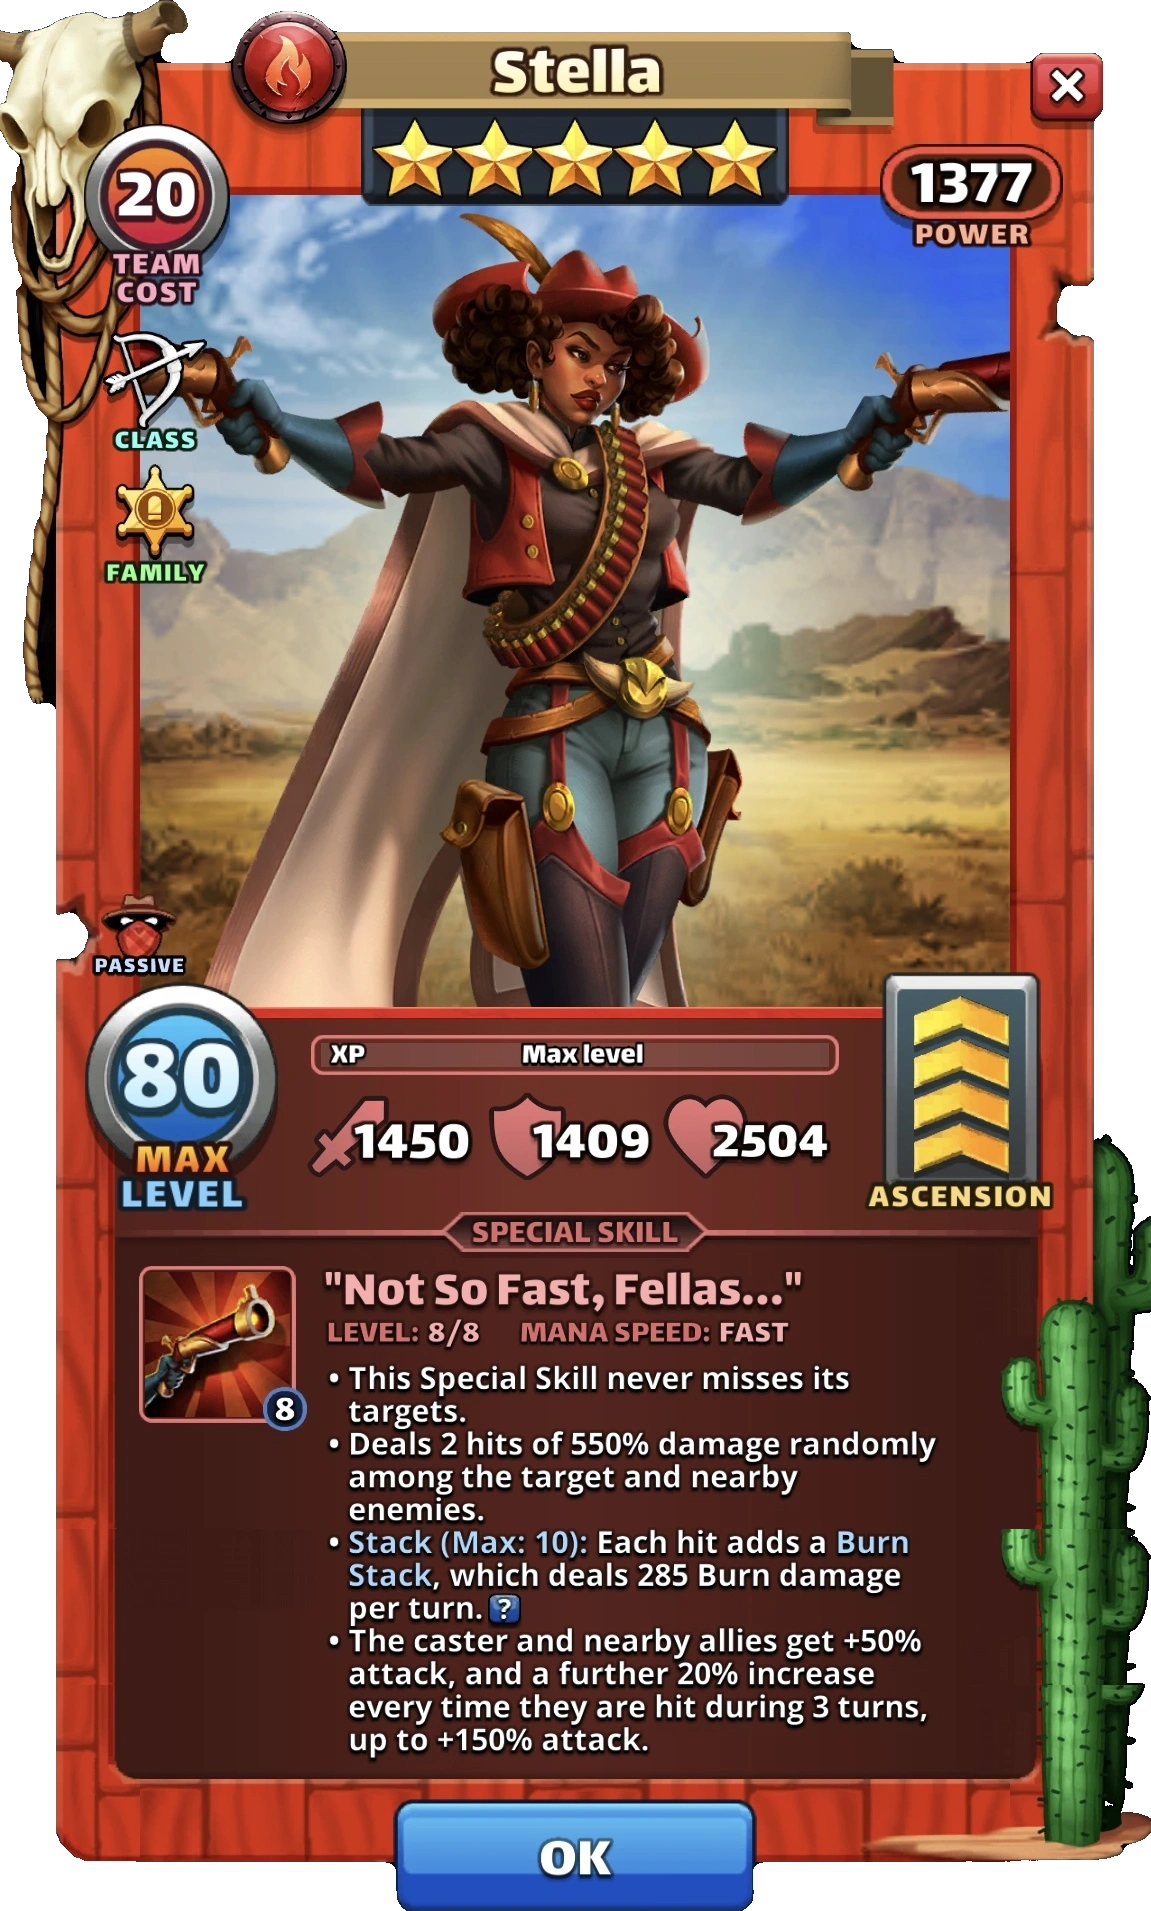 Stella
20
TEAM
COST
1377
POWER
CLASS
FAMILY
PASSIVE
80
MAX
LEVEL
XP
Max level
1450
1409
2504
ASCENSION
SPECIAL SKILL
8
"Not So Fast, Fellas..."
LEVEL: 8/8 MANA SPEED: FAST
• This Special Skill never misses its
targets.
• Deals 2 hits of 550% damage randomly
among the target and nearby
enemies.
• Stack (Max: 10): Each hit adds a Burn
Stack, which deals 285 Burn damage
per turn. ?
• The caster and nearby allies get +50%
attack, and a further 20% increase
every time they are hit during 3 turns,
up to +150% attack.
OK